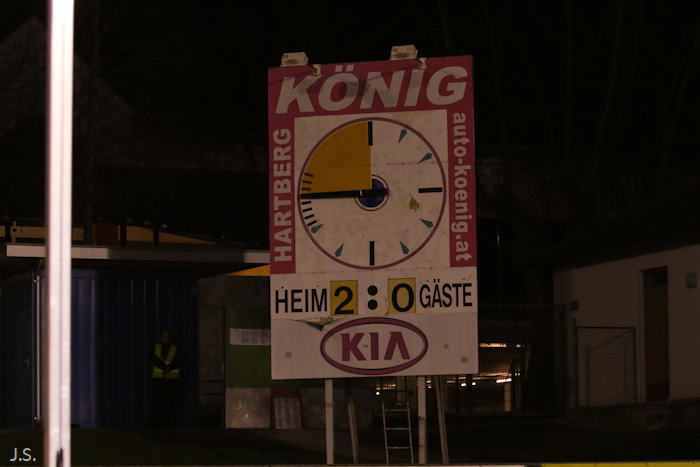 KÖNIG
HARTBERG
auto-koenig.at
HEIM 2:0 GÄSTE
KIA
J.S.